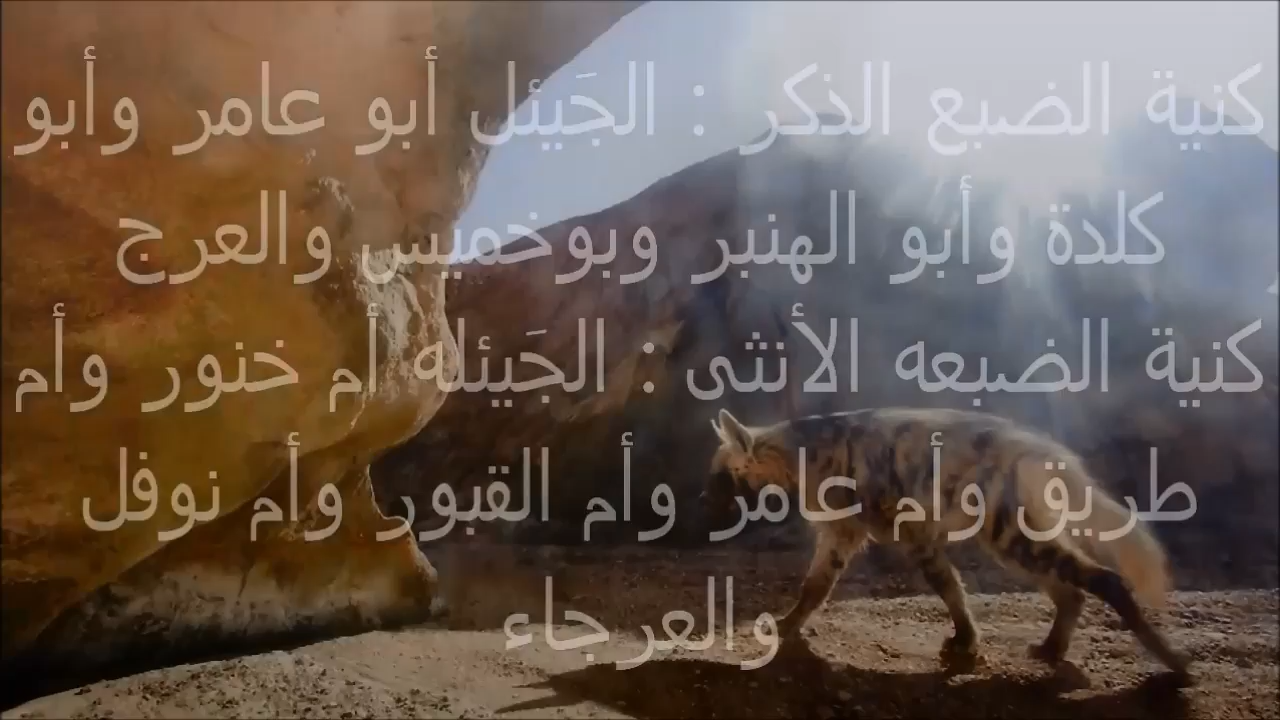 كنية الضبع الذكر : الجَيئل أبو عامر وأبو
كلدة وأبو الهنبر وبوخميس والعرج
كنية الضبعه الأنثى : الجَيئله أم خنور وأم
طريق وأم عامر وأم القبور وأم نوفل
والعرجاء